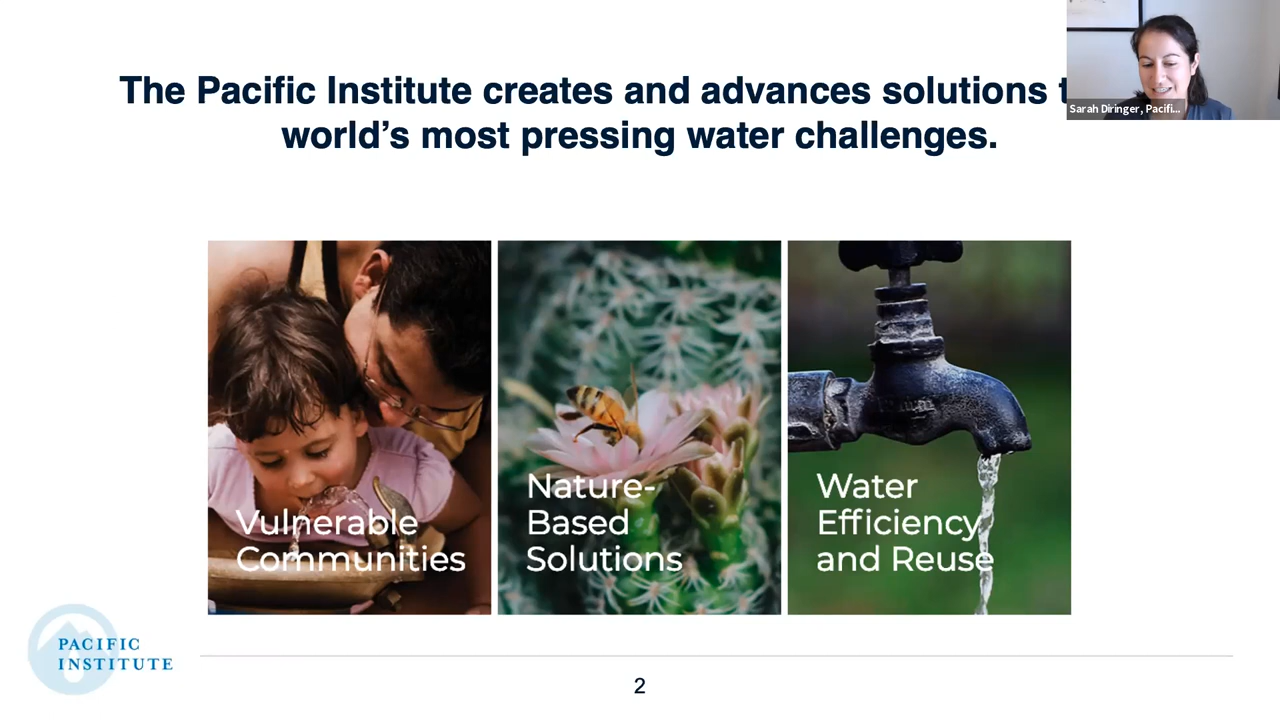 The Pacific Institute creates and advances solutions
world's most pressing water challenges.
Sarah Diringer, Pacifi...
Vulnerable
Communities
Nature-
Based
Solutions
Water
Efficiency
and Reuse
PACIFIC
INSTITUTE
2